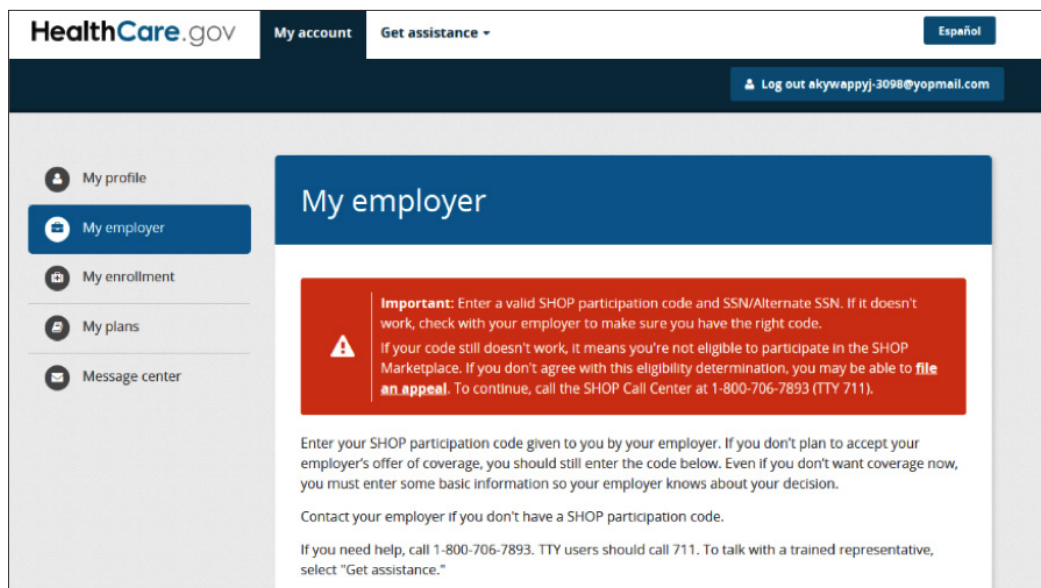 HealthCare.gov
My account
Get assistance
Español
Log out akywappyj-3098@yopmail.com
My profile
My employer
My enrollment
My plans
Message center
My employer
Important: Enter a valid SHOP participation code and SSN/Alternate SSN. If it doesn't
work, check with your employer to make sure you have the right code.
If your code still doesn't work, it means you're not eligible to participate in the SHOP
Marketplace. If you don't agree with this eligibility determination, you may be able to file
an appeal. To continue, call the SHOP Call Center at 1-800-706-7893 (TTY 711).
Enter your SHOP participation code given to you by your employer. If you don't plan to accept your
employer's offer of coverage, you should still enter the code below. Even if you don't want coverage now,
you must enter some basic information so your employer knows about your decision.
Contact your employer if you don't have a SHOP participation code.
If you need help, call 1-800-706-7893. TTY users should call 711. To talk with a trained representative,
select "Get assistance."